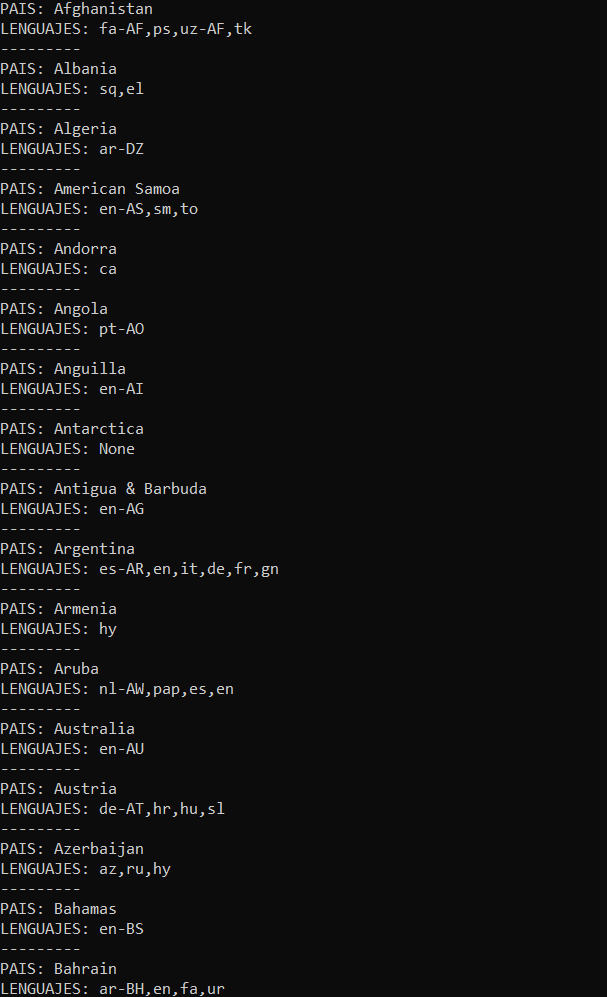 PAIS: Afghanistan
LENGUAJES: fa-AF,ps,uz-AF,tk
---------
PAIS: Albania
LENGUAJES: sq,el
---------
PAIS: Algeria
LENGUAJES: ar-DZ
---------
PAIS: American Samoa
LENGUAJES: en-AS,sm,to
---------
PAIS: Andorra
LENGUAJES: ca
---------
PAIS: Angola
LENGUAJES: pt-AO
---------
PAIS: Anguilla
LENGUAJES: en-AI
---------
PAIS: Antarctica
LENGUAJES: None
---------
PAIS: Antigua & Barbuda
LENGUAJES: en-AG
---------
PAIS: Argentina
LENGUAJES: es-AR,en,it,de,fr,gn
---------
PAIS: Armenia
LENGUAJES: hy
---------
PAIS: Aruba
LENGUAJES: nl-AW,pap,es,en
---------
PAIS: Australia
LENGUAJES: en-AU
---------
PAIS: Austria
LENGUAJES: de-AT,hr,hu,sl
---------
PAIS: Azerbaijan
LENGUAJES: az,ru,hy
---------
PAIS: Bahamas
LENGUAJES: en-BS
---------
PAIS: Bahrain
LENGUAJES: ar-BH,en,fa,ur